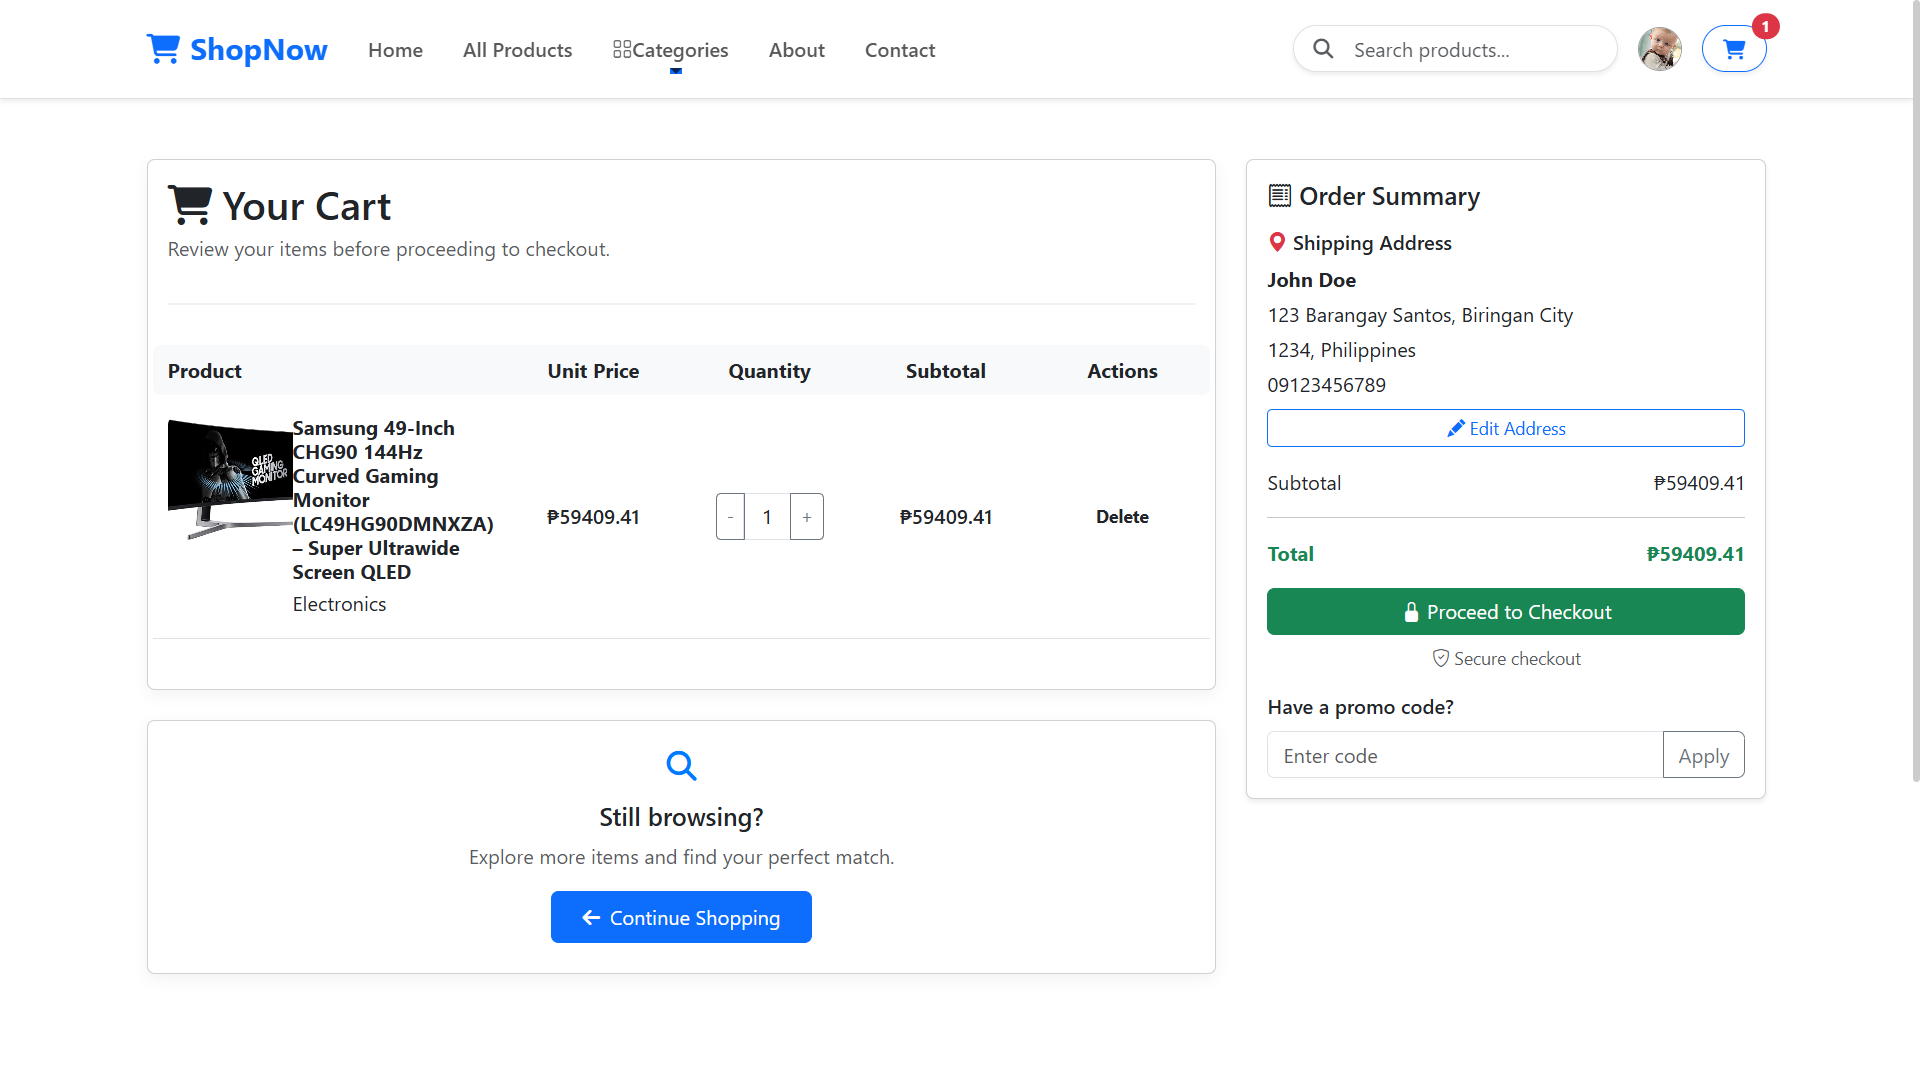 ShopNow
Home
All Products
Categories
About
Contact
Search products...
1
Your Cart
Review your items before proceeding to checkout.
Product Unit Price Quantity Subtotal Actions
QLED
GAMING
MONITOR
Samsung 49-Inch
CHG90 144Hz
Curved Gaming
Monitor
(LC49HG90DMNXZA)
– Super Ultrawide
Screen QLED
Electronics
₱59409.41
- 1 +
₱59409.41
Delete
Still browsing?
Explore more items and find your perfect match.
Continue Shopping
Order Summary
Shipping Address
John Doe
123 Barangay Santos, Biringan City
1234, Philippines
09123456789
Edit Address
Subtotal ₱59409.41
Total ₱59409.41
Proceed to Checkout
Secure checkout
Have a promo code?
Enter code
Apply